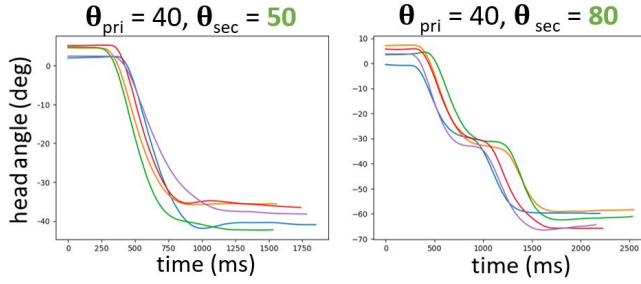 θpri = 40, θsec = 50
θpri = 40, θsec = 80
head angle (deg)
0
-10
-20
-30
-40
0 250 500 750 1000 1250 1500 1750
time (ms)
10
0
-10
-20
-30
-40
-50
-60
-70
0 500 1000 1500 2000 2500
time (ms)